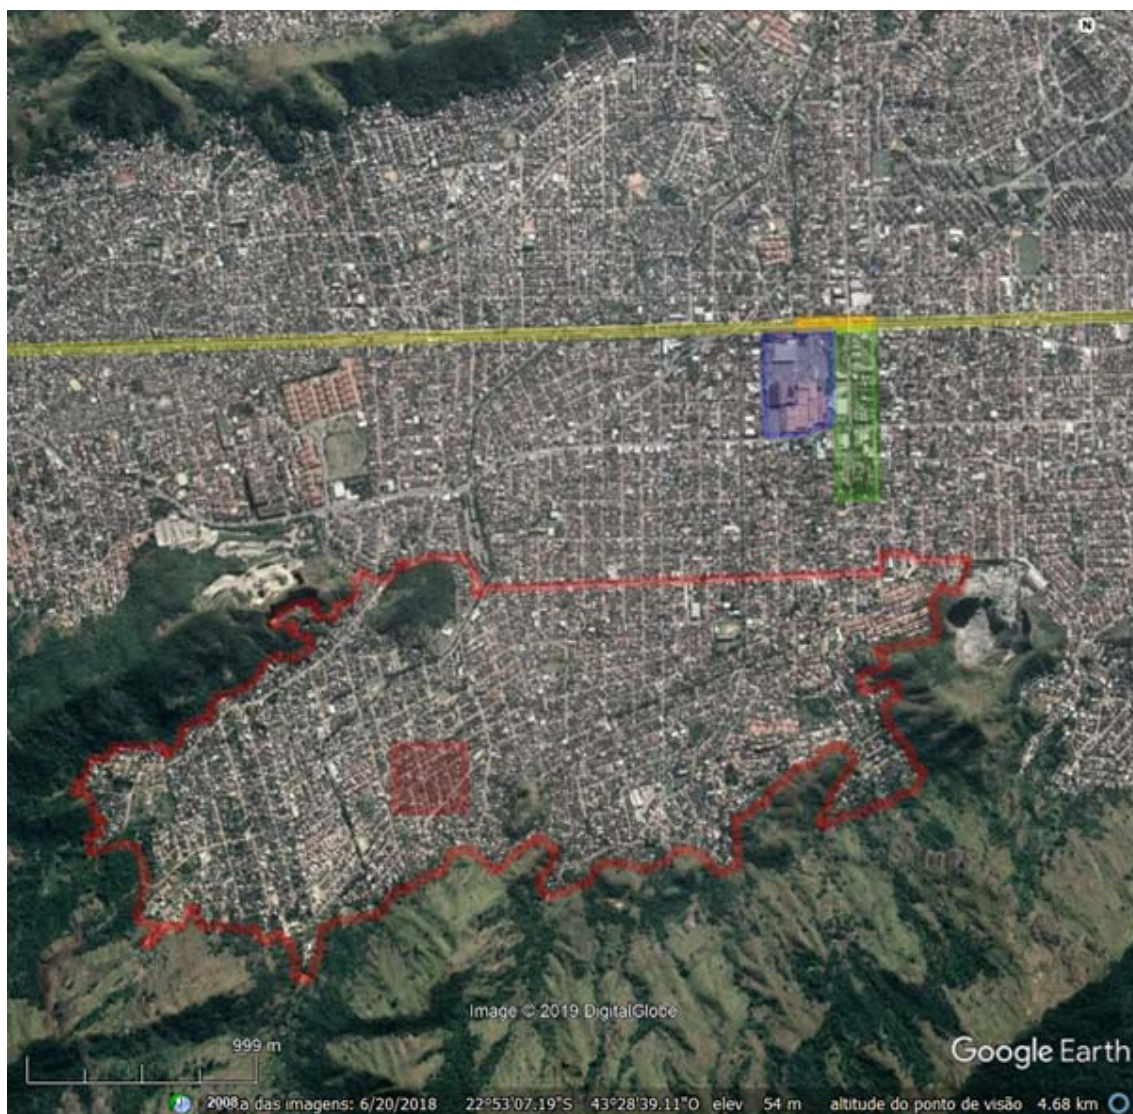 N
Image © 2019 DigitalGlobe
999 m
Google Earth
2008
a das imagens: 6/20/2018 22°53'07.19"S 43°28'39.11"O elev 54 m altitude do ponto de visão 4.68 km